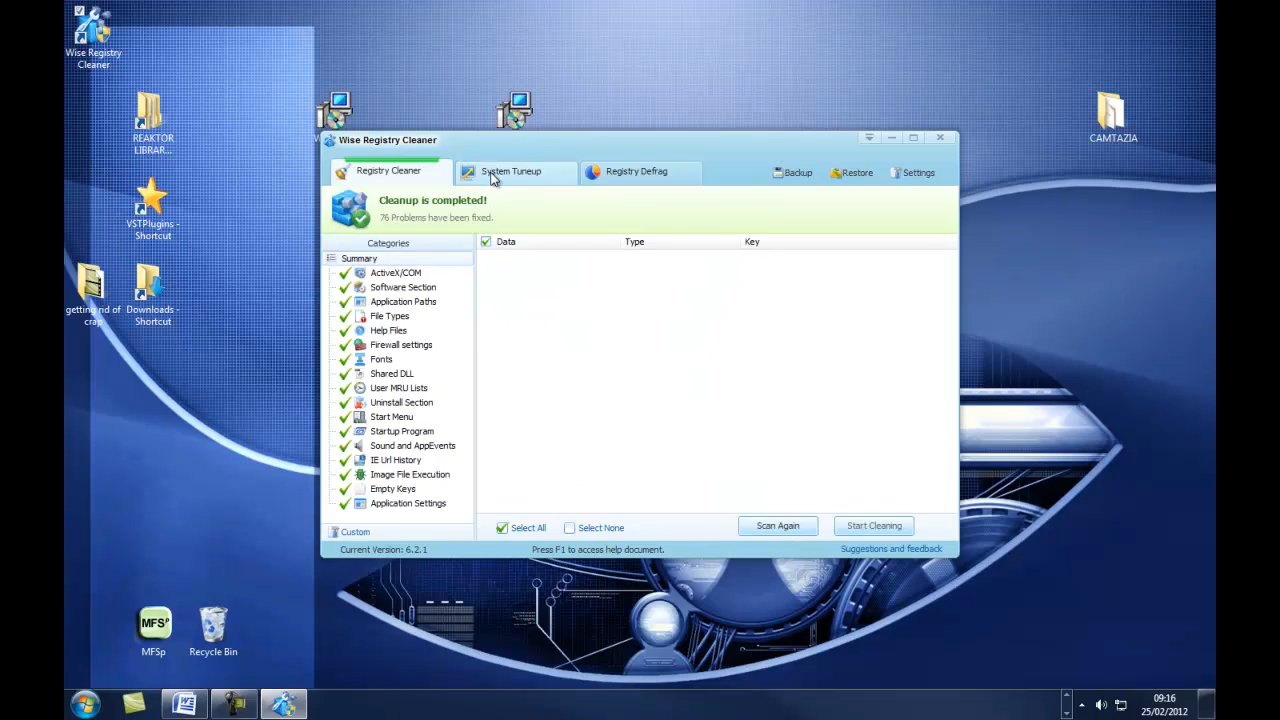 Wise Registry
Cleaner
REAKTOR
LIBRAR...
CAMTAZIA
VSTPlugins -
Shortcut
getting rid of
crap
Downloads -
Shortcut
MFSP
MFSp
Recycle Bin
Wise Registry Cleaner
Registry Cleaner
System Tuneup
Registry Defrag
Backup
Restore
Settings
Cleanup is completed!
76 Problems have been fixed.
Categories
Data
Type
Key
Summary
ActiveX/COM
Software Section
Application Paths
File Types
Help Files
Firewall settings
Fonts
Shared DLL
User MRU Lists
Uninstall Section
Start Menu
Startup Program
Sound and AppEvents
IE Url History
Image File Execution
Empty Keys
Application Settings
Custom
Select All
Select None
Scan Again
Start Cleaning
Current Version: 6.2.1
Press F1 to access help document.
Suggestions and feedback
09:16
25/02/2012